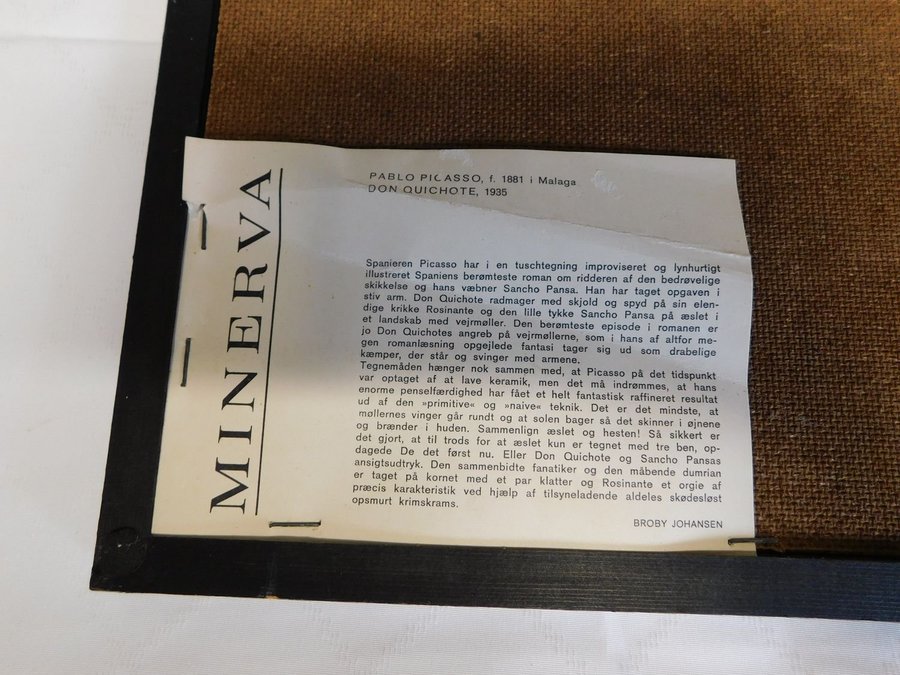 MINERVA
PABLO PICASSO, f. 1881 i Malaga
DON QUICHOTE, 1935
Spanieren Picasso har i en tuschtegning improviseret og lynhurtigt
illustreret Spaniens berømteste roman om ridderen af den bedrøvelige
skikkelse og hans væbner Sancho Pansa. Han har taget opgaven i
stiv arm. Don Quichote radmager med skjold og spyd på sin elen-
dige krikke Rosinante og den lille tykke Sancho Pansa på æslet i
et landskab med vejrmøller. Den berømteste episode i romanen er
jo Don Quichotes angreb på vejrmøllerne, som i hans af altfor me-
gen romanlæsning opgejlede fantasi tager sig ud som drabelige
kæmper, der står og svinger med armene.
Tegnemåden hænger nok sammen med, at Picasso på det tidspunkt
var optaget af at lave keramik, men det må indrømmes, at hans
enorme penselfærdighed har fået et helt fantastisk raffineret resultat
ud af den »primitive« og »naive« teknik. Det er det mindste, at
møllernes vinger går rundt og at solen bager så det skinner i øjnene
og brænder i huden. Sammenlign æslet og hesten! Så sikkert er
det gjort, at til trods for at æslet kun er tegnet med tre ben, op-
dagede De det først nu. Eller Don Quichote og Sancho Pansas
ansigtsudtryk. Den sammenbidte fanatiker og den måbende dumrian
er taget på kornet med et par klatter og Rosinante et orgie af
præcis karakteristik ved hjælp af tilsyneladende aldeles skødesløst
opsmurt krimskrams.
BROBY JOHANSEN